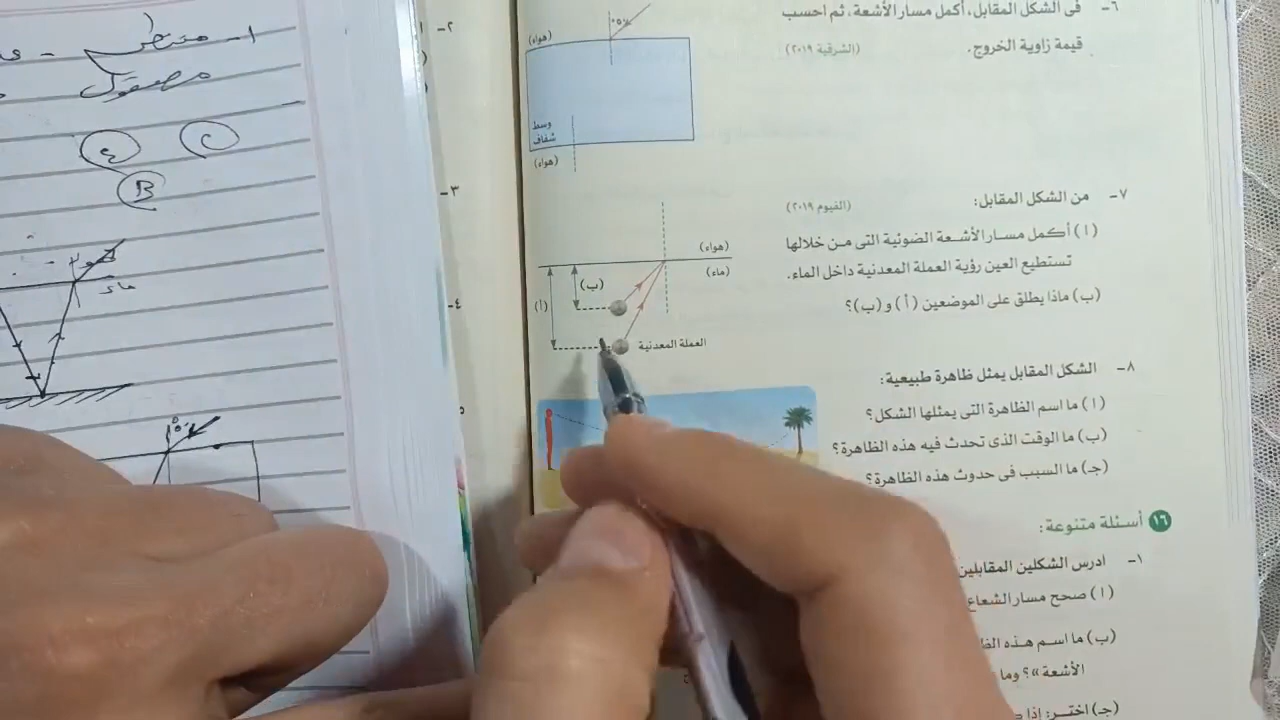 ١- منتظم
مصقول
٢-
٣-
٤-
٦- فى الشكل المقابل، أكمل مسار الأشعة، ثم احسب
قيمة زاوية الخروج. (الشرقية ٢٠١٩)
(هواء)
وسط
شفاف
(هواء)
٧- من الشكل المقابل: (الفيوم ٢٠١٩)
(أ) أكمل مسار الأشعة الضوئية التى من خلالها
تستطيع العين رؤية العملة المعدنية داخل الماء.
(ب) ماذا يطلق على الموضعين (أ) و(ب)؟
(هواء)
(ماء)
(ب)
(أ)
العملة المعدنية
٨- الشكل المقابل يمثل ظاهرة طبيعية:
(أ) ما اسم الظاهرة التى يمثلها الشكل؟
(ب) ما الوقت الذى تحدث فيه هذه الظاهرة؟
(جـ) ما السبب فى حدوث هذه الظاهرة؟
١٦ أسئلة متنوعة:
١- ادرس الشكلين المقابلين
(أ) صحح مسار الشعاع
(ب) ما اسم هذه
الأشعة»؟ وما
(جـ) اختر: إذا